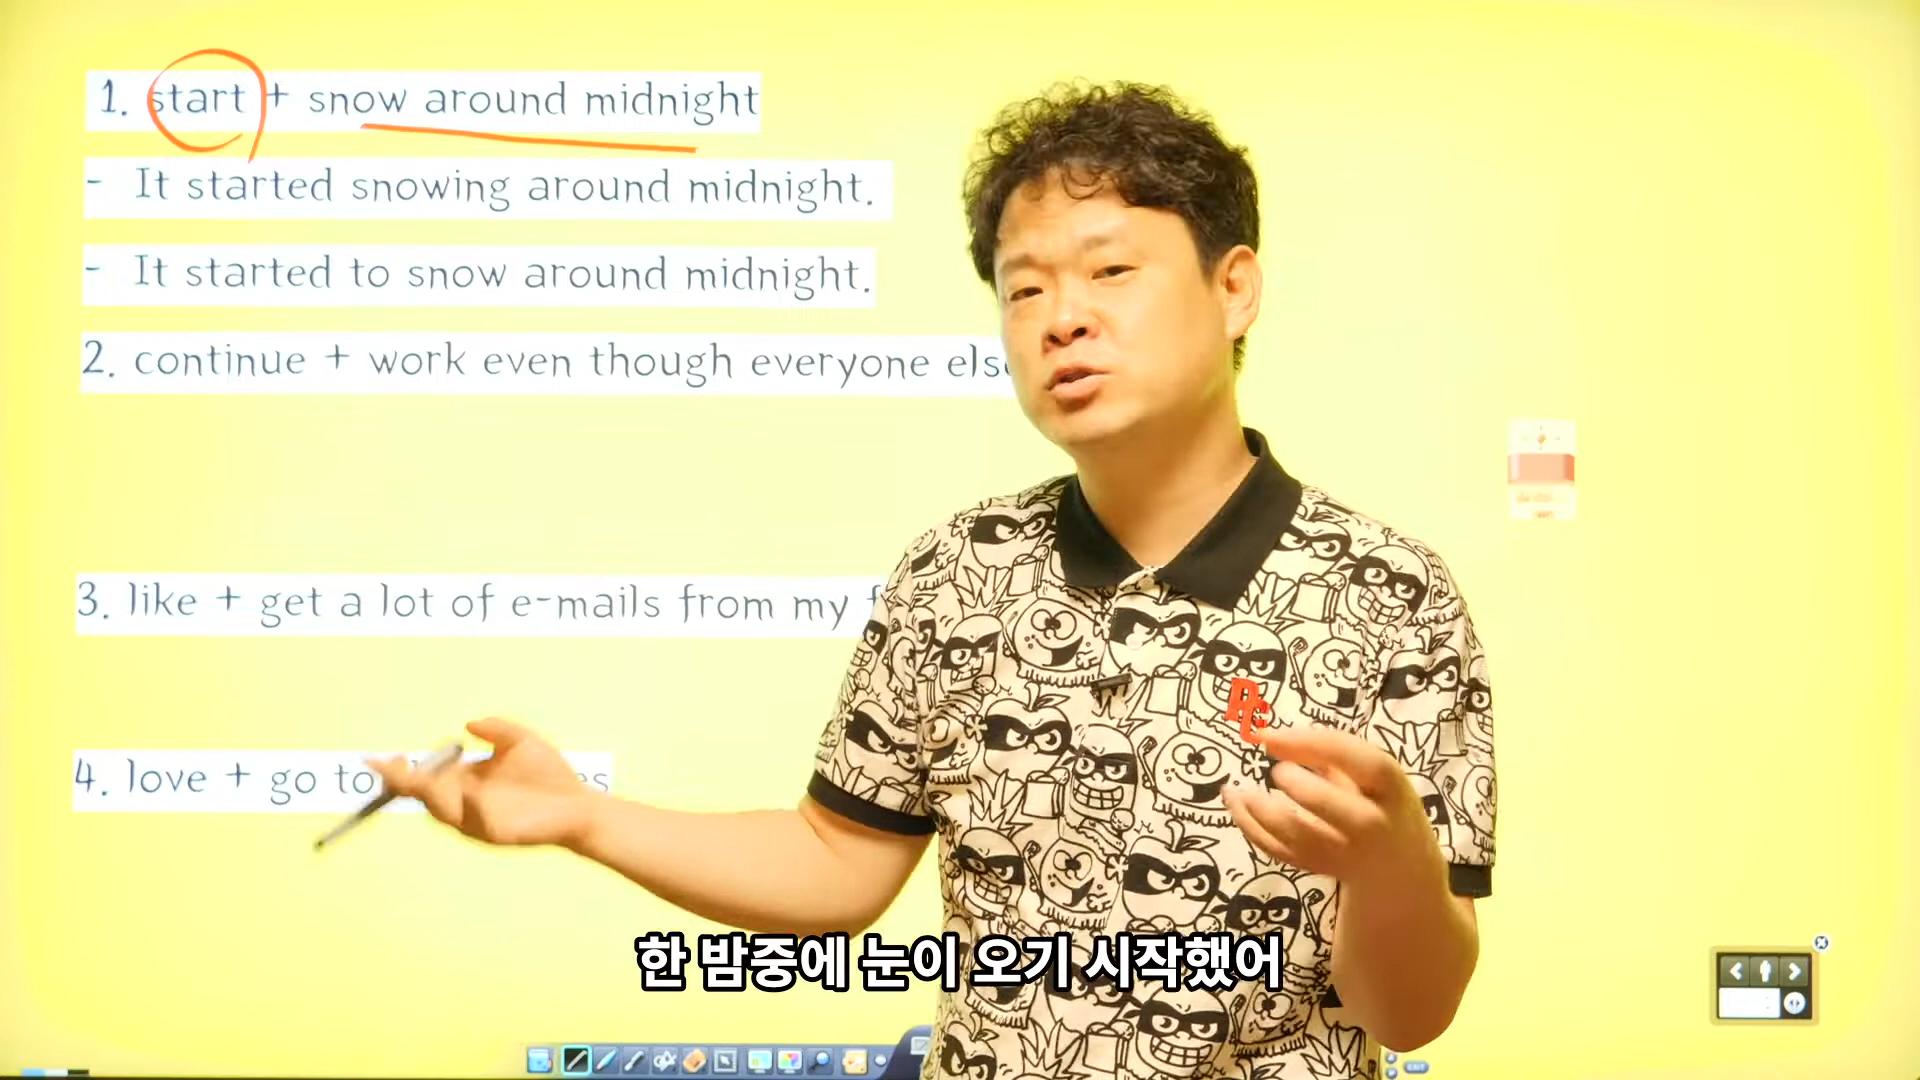 1. start + snow around midnight
- It started snowing around midnight.
- It started to snow around midnight.
2. continue + work even though everyone
3. like + get a lot of e-mails from my
4. love + go to
한 밤중에 눈이 오기 시작했어
EXIT